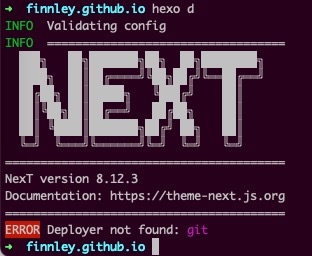 ➜  finnley.github.io hexo d
INFO  Validating config
INFO  ===================================
NEXT
========================================
NexT version 8.12.3
Documentation: https://theme-next.js.org
========================================
ERROR Deployer not found: git
➜  finnley.github.io